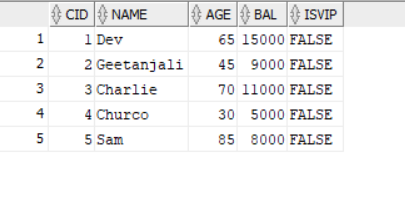 CID NAME AGE BAL ISVIP
1 1 Dev 65 15000 FALSE
2 2 Geetanjali 45 9000 FALSE
3 3 Charlie 70 11000 FALSE
4 4 Churco 30 5000 FALSE
5 5 Sam 85 8000 FALSE